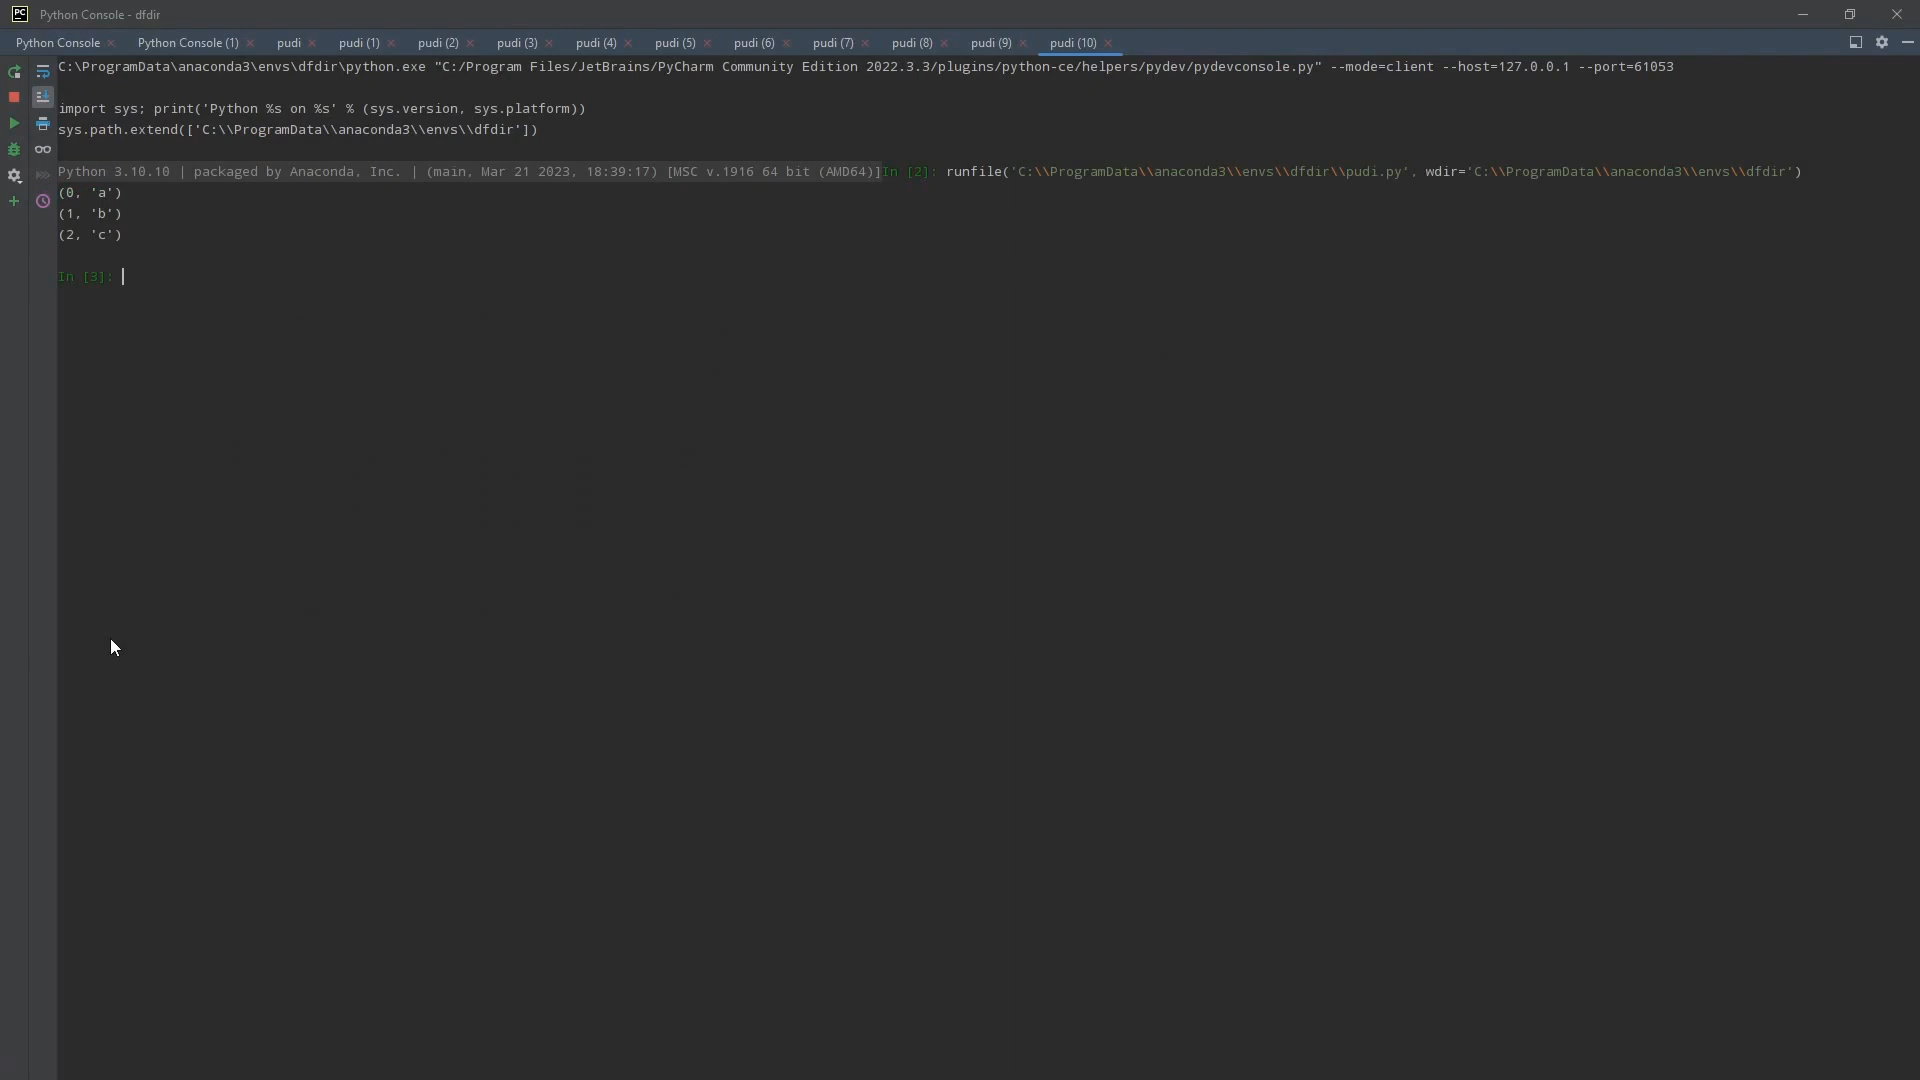 PC Python Console - dfdir
Python Console Python Console (1) pudi pudi (1) pudi (2) pudi (3) pudi (4) pudi (5) pudi (6) pudi (7) pudi (8) pudi (9) pudi (10)
C:\ProgramData\anaconda3\envs\dfdir\python.exe "C:/Program Files/JetBrains/PyCharm Community Edition 2022.3.3/plugins/python-ce/helpers/pydev/pydevconsole.py" --mode=client --host=127.0.0.1 --port=61053
import sys; print('Python %s on %s' % (sys.version, sys.platform))
sys.path.extend(['C:\\ProgramData\\anaconda3\\envs\\dfdir'])
Python 3.10.10 | packaged by Anaconda, Inc. | (main, Mar 21 2023, 18:39:17) [MSC v.1916 64 bit (AMD64)]In [2]: runfile('C:\\ProgramData\\anaconda3\\envs\\dfdir\\pudi.py', wdir='C:\\ProgramData\\anaconda3\\envs\\dfdir')
(0, 'a')
(1, 'b')
(2, 'c')
In [3]: